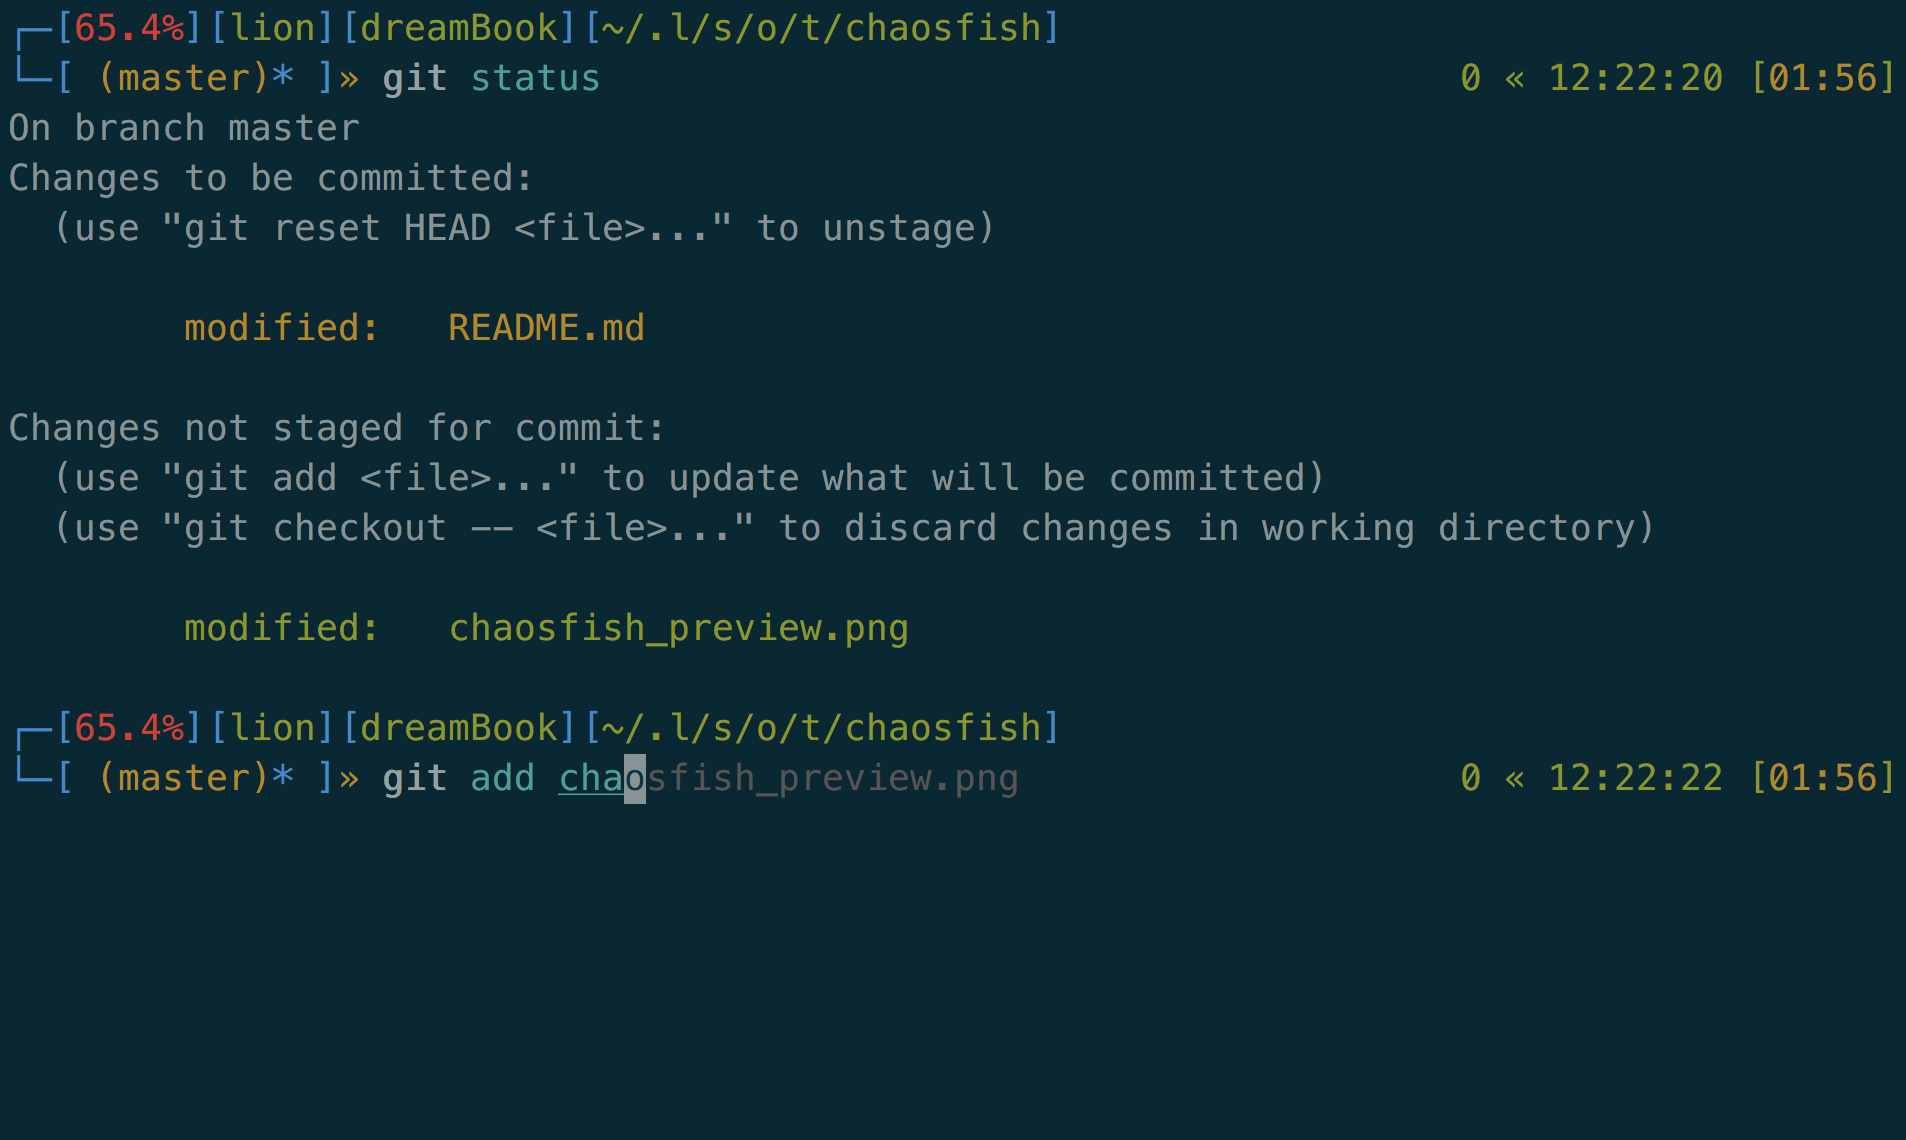 ┌─[65.4%][lion][dreamBook][~/.l/s/o/t/chaosfish]
└─[ (master)* ]» git status 0 « 12:22:20 [01:56]
On branch master
Changes to be committed:
  (use "git reset HEAD <file>..." to unstage)
        modified:   README.md
Changes not staged for commit:
  (use "git add <file>..." to update what will be committed)
  (use "git checkout -- <file>..." to discard changes in working directory)
        modified:   chaosfish_preview.png
┌─[65.4%][lion][dreamBook][~/.l/s/o/t/chaosfish]
└─[ (master)* ]» git add chaosfish_preview.png 0 « 12:22:22 [01:56]